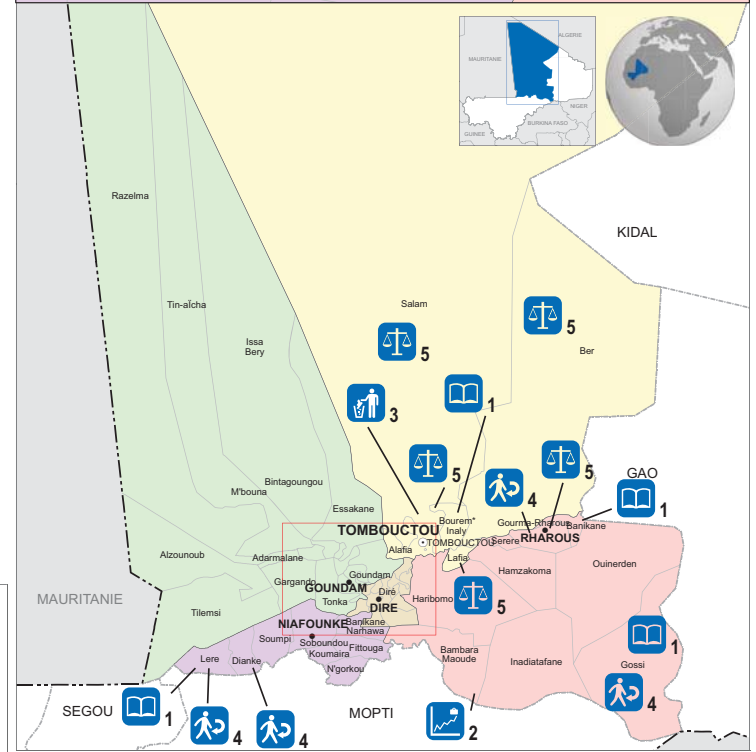 ALGERIE
MAURITANIE
NIGER
BURKINA FASO
GUINEE
Razelma
KIDAL
Tin-aÏcha
Salam
5
Issa
Bery
5
Ber
3
1
5
4
5
GAO
1
Bintagoungou
M'bouna
Essakane
TOMBOUCTOU
Bourem*
Inaly
Gourma-Rharous
Banikane
RHAROUS
Alafia
TOMBOUCTOU
Serere
Lafia
Alzounoub
Adarmalane
Hamzakoma
Ouinerden
Gargando
Goundam
GOUNDAM
Diré
DIRE
Tonka
Haribomo
5
MAURITANIE
Tilemsi
NIAFOUNKE
Banikane
Narhawa
Soumpi
Soboundou
Koumaira
Fittouga
N'gorkou
Lere
Dianke
Bambara
Maoude
Inadiatafane
Gossi
1
4
SEGOU
1
4
4
MOPTI
2